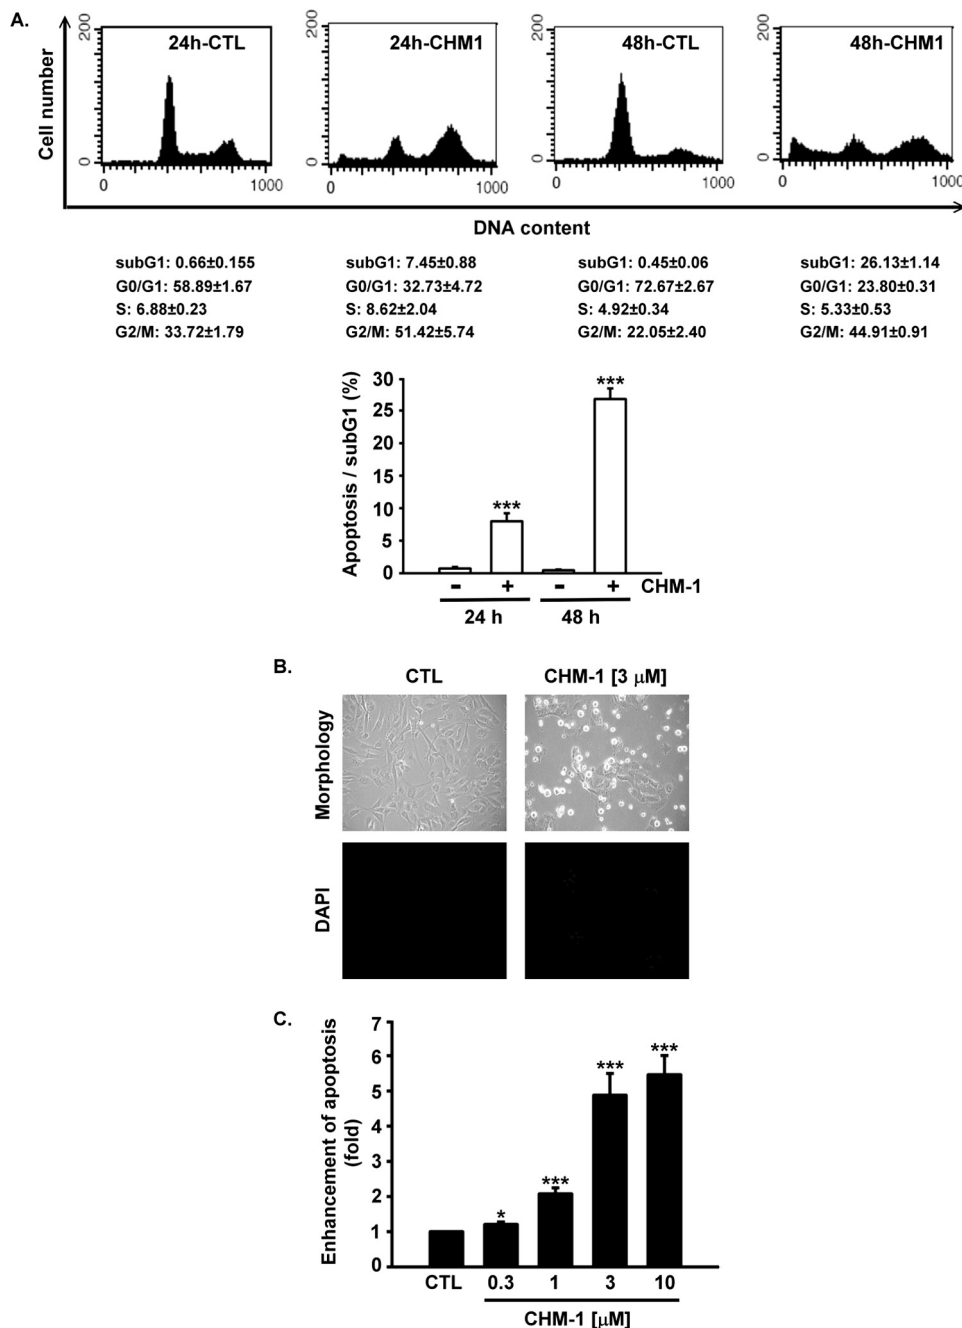 A.
200
24h-CTL
0
0
1000
200
24h-CHM1
0
0
1000
200
48h-CTL
0
0
1000
200
48h-CHM1
0
0
1000
Cell number
DNA content
subG1: 0.66±0.155
G0/G1: 58.89±1.67
S: 6.88±0.23
G2/M: 33.72±1.79
subG1: 7.45±0.88
G0/G1: 32.73±4.72
S: 8.62±2.04
G2/M: 51.42±5.74
subG1: 0.45±0.06
G0/G1: 72.67±2.67
S: 4.92±0.34
G2/M: 22.05±2.40
subG1: 26.13±1.14
G0/G1: 23.80±0.31
S: 5.33±0.53
G2/M: 44.91±0.91
Apoptosis / subG1 (%)
30
25
20
15
10
5
0
***
***
- + - + CHM-1
24 h 48 h
B.
CTL CHM-1 [3 µM]
Morphology
DAPI
C.
Enhancement of apoptosis
(fold)
7
6
5
4
3
2
1
0
*
***
***
***
CTL 0.3 1 3 10
CHM-1 [µM]